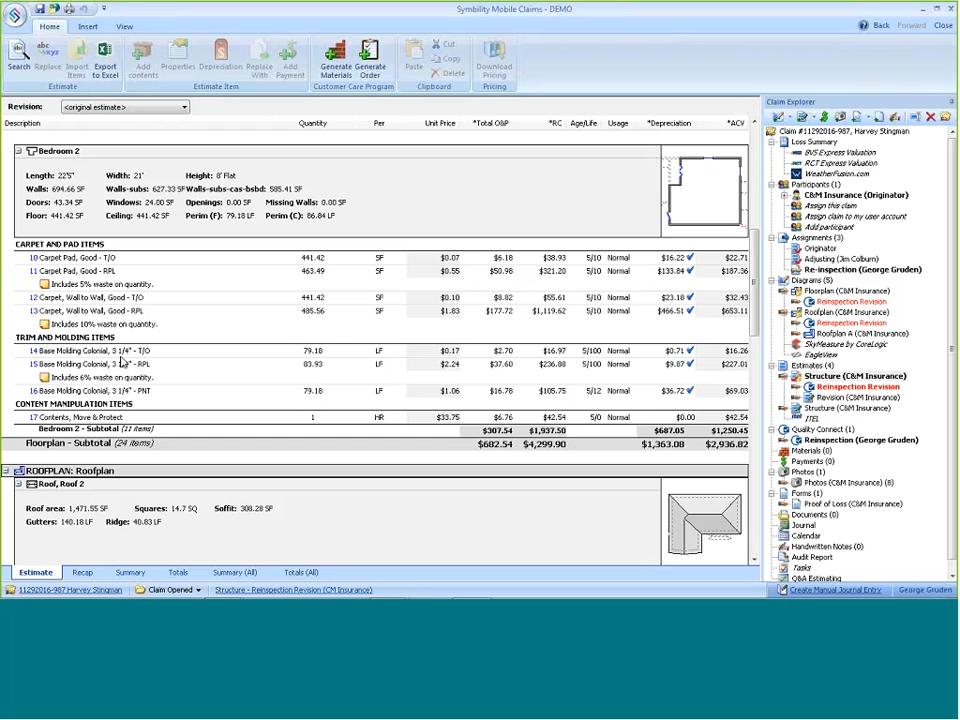 Symbility Mobile Claims - DEMO
Home Insert View
Back Forward Close
Search Replace Import Items Export to Excel Add contents Properties Depreciation Replace With Add Payment Generate Materials Generate Order Paste Cut Copy Delete Download Pricing
Estimate Estimate Item Customer Care Program Clipboard Pricing
Revision: <original estimate>
Description Quantity Per Unit Price *Total O&P *RC Age/Life Usage *Depreciation *ACV
Bedroom 2
Length: 22'5" Width: 21' Height: 8' Flat
Walls: 694.66 SF Walls-subs: 627.33 SF Walls-subs-cas-bsbd: 585.41 SF
Doors: 43.34 SF Windows: 24.00 SF Openings: 0.00 SF Missing Walls: 0.00 SF
Floor: 441.42 SF Ceiling: 441.42 SF Perim (F): 79.18 LF Perim (C): 86.84 LF
CARPET AND PAD ITEMS
10 Carpet Pad, Good - T/O 441.42 SF $0.07 $6.18 $38.93 5/10 Normal $16.22 $22.71
11 Carpet Pad, Good - RPL 463.49 SF $0.55 $50.98 $321.20 5/10 Normal $133.84 $187.36
Includes 5% waste on quantity.
12 Carpet, Wall to Wall, Good - T/O 441.42 SF $0.10 $8.82 $55.61 5/10 Normal $23.18 $32.43
13 Carpet, Wall to Wall, Good - RPL 485.56 SF $1.83 $177.72 $1,119.62 5/10 Normal $466.51 $653.11
Includes 10% waste on quantity.
TRIM AND MOLDING ITEMS
14 Base Molding Colonial, 3 1/4" - T/O 79.18 LF $0.17 $2.70 $16.97 5/100 Normal $0.71 $16.26
15 Base Molding Colonial, 3 1/4" - RPL 83.93 LF $2.24 $37.60 $236.88 5/100 Normal $9.87 $227.01
Includes 6% waste on quantity.
16 Base Molding Colonial, 3 1/4" - PNT 79.18 LF $1.06 $16.78 $105.75 5/12 Normal $36.72 $69.03
CONTENT MANIPULATION ITEMS
17 Contents, Move & Protect 1 HR $33.75 $6.76 $42.54 5/0 Normal $0.00 $42.54
Bedroom 2 - Subtotal (11 items) $307.54 $1,937.50 $687.05 $1,250.45
Floorplan - Subtotal (24 items) $682.54 $4,299.90 $1,363.08 $2,936.82
ROOFPLAN: Roofplan
Roof, Roof 2
Roof area: 1,471.55 SF Squares: 14.7 SQ Soffit: 308.28 SF
Gutters: 140.18 LF Ridge: 40.83 LF
Estimate Recap Summary Totals Summary (All) Totals (All)
11292016-987 Harvey Stingman Claim Opened Structure - Reinspection Revision (CM Insurance)
Claim Explorer
Claim #11292016-987, Harvey Stingman
Loss Summary
BVS Express Valuation
RCT Express Valuation
WeatherFusion.com
Participants (1)
C&M Insurance (Originator)
Assign this claim
Assign claim to my user account
Add participant
Assignments (3)
Originator
Adjusting (Jim Colburn)
Re-inspection (George Gruden)
Diagrams (5)
Floorplan (C&M Insurance)
Reinspection Revision
Roofplan (C&M Insurance)
Reinspection Revision
Roofplan A (C&M Insurance)
SkyMeasure by CoreLogic
EagleView
Estimates (4)
Structure (C&M Insurance)
Reinspection Revision
Revision (C&M Insurance)
Structure (C&M Insurance)
ITEL
Quality Connect (1)
Reinspection (George Gruden)
Materials (0)
Payments (0)
Photos (1)
Photos (C&M Insurance) (8)
Forms (1)
Proof of Loss (C&M Insurance)
Documents (0)
Journal
Calendar
Handwritten Notes (0)
Audit Report
Tasks
Q&A Estimating
Create Manual Journal Entry George Gruden